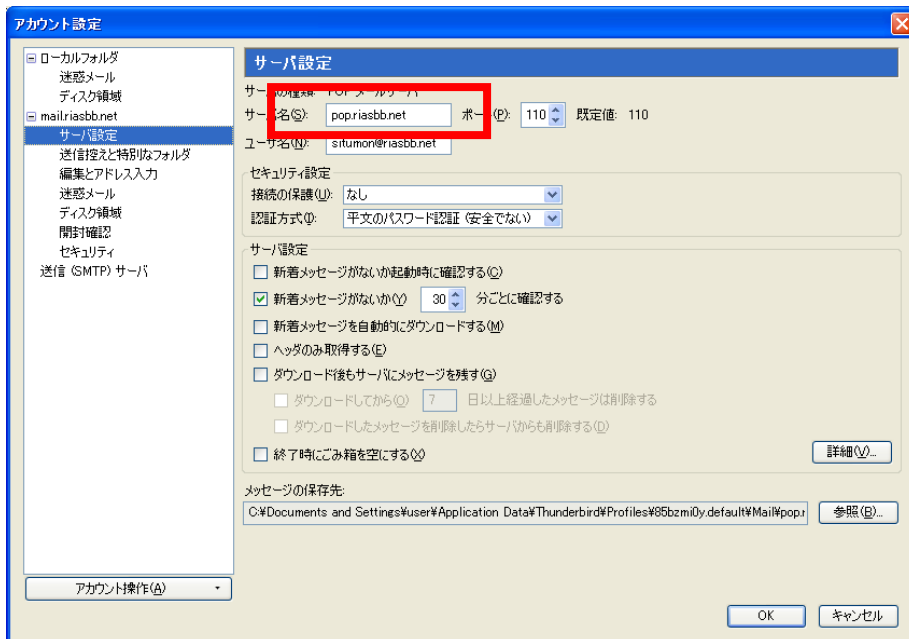 アカウント設定
ローカルフォルダ
迷惑メール
ディスク領域
mail.riasbb.net
サーバ設定
送信控えと特別なフォルダ
編集とアドレス入力
迷惑メール
ディスク領域
開封確認
セキュリティ
送信 (SMTP) サーバ
アカウント操作(A)
サーバ設定
サーバの種類: POP メールサーバ
サーバ名(S): pop.riasbb.net ポート(P): 110 既定値: 110
ユーザ名(N): situmon@riasbb.net
セキュリティ設定
接続の保護(U): なし
認証方式(I): 平文のパスワード認証 (安全でない)
サーバ設定
新着メッセージがないか起動時に確認する(C)
新着メッセージがないか(Y) 30 分ごとに確認する
新着メッセージを自動的にダウンロードする(M)
ヘッダのみ取得する(E)
ダウンロード後もサーバにメッセージを残す(G)
ダウンロードしてから(O) 7 日以上経過したメッセージは削除する
ダウンロードしたメッセージを削除したらサーバからも削除する(D)
終了時にごみ箱を空にする(X)
詳細(V)...
メッセージの保存先:
C:¥Documents and Settings¥user¥Application Data¥Thunderbird¥Profiles¥85bzmi0y.default¥Mail¥pop.r
参照(B)...
OK キャンセル